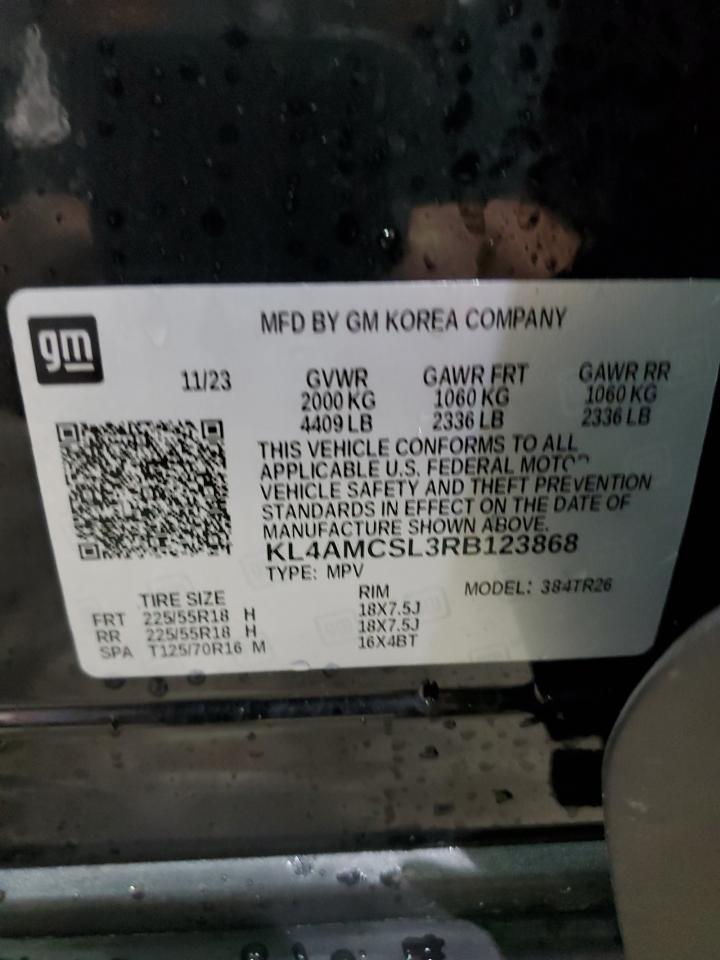 gm
MFD BY GM KOREA COMPANY
11/23 GVWR GAWR FRT GAWR RR
2000 KG 1060 KG 1060 KG
4409 LB 2336 LB 2336 LB
THIS VEHICLE CONFORMS TO ALL
APPLICABLE U.S. FEDERAL MOTOR
VEHICLE SAFETY AND THEFT PREVENTION
STANDARDS IN EFFECT ON THE DATE OF
MANUFACTURE SHOWN ABOVE.
KL4AMCSL3RB123868
TYPE: MPV
TIRE SIZE RIM MODEL: 384TR26
FRT 225/55R18 H 18X7.5J
RR 225/55R18 H 18X7.5J
SPA T125/70R16 M 16X4BT